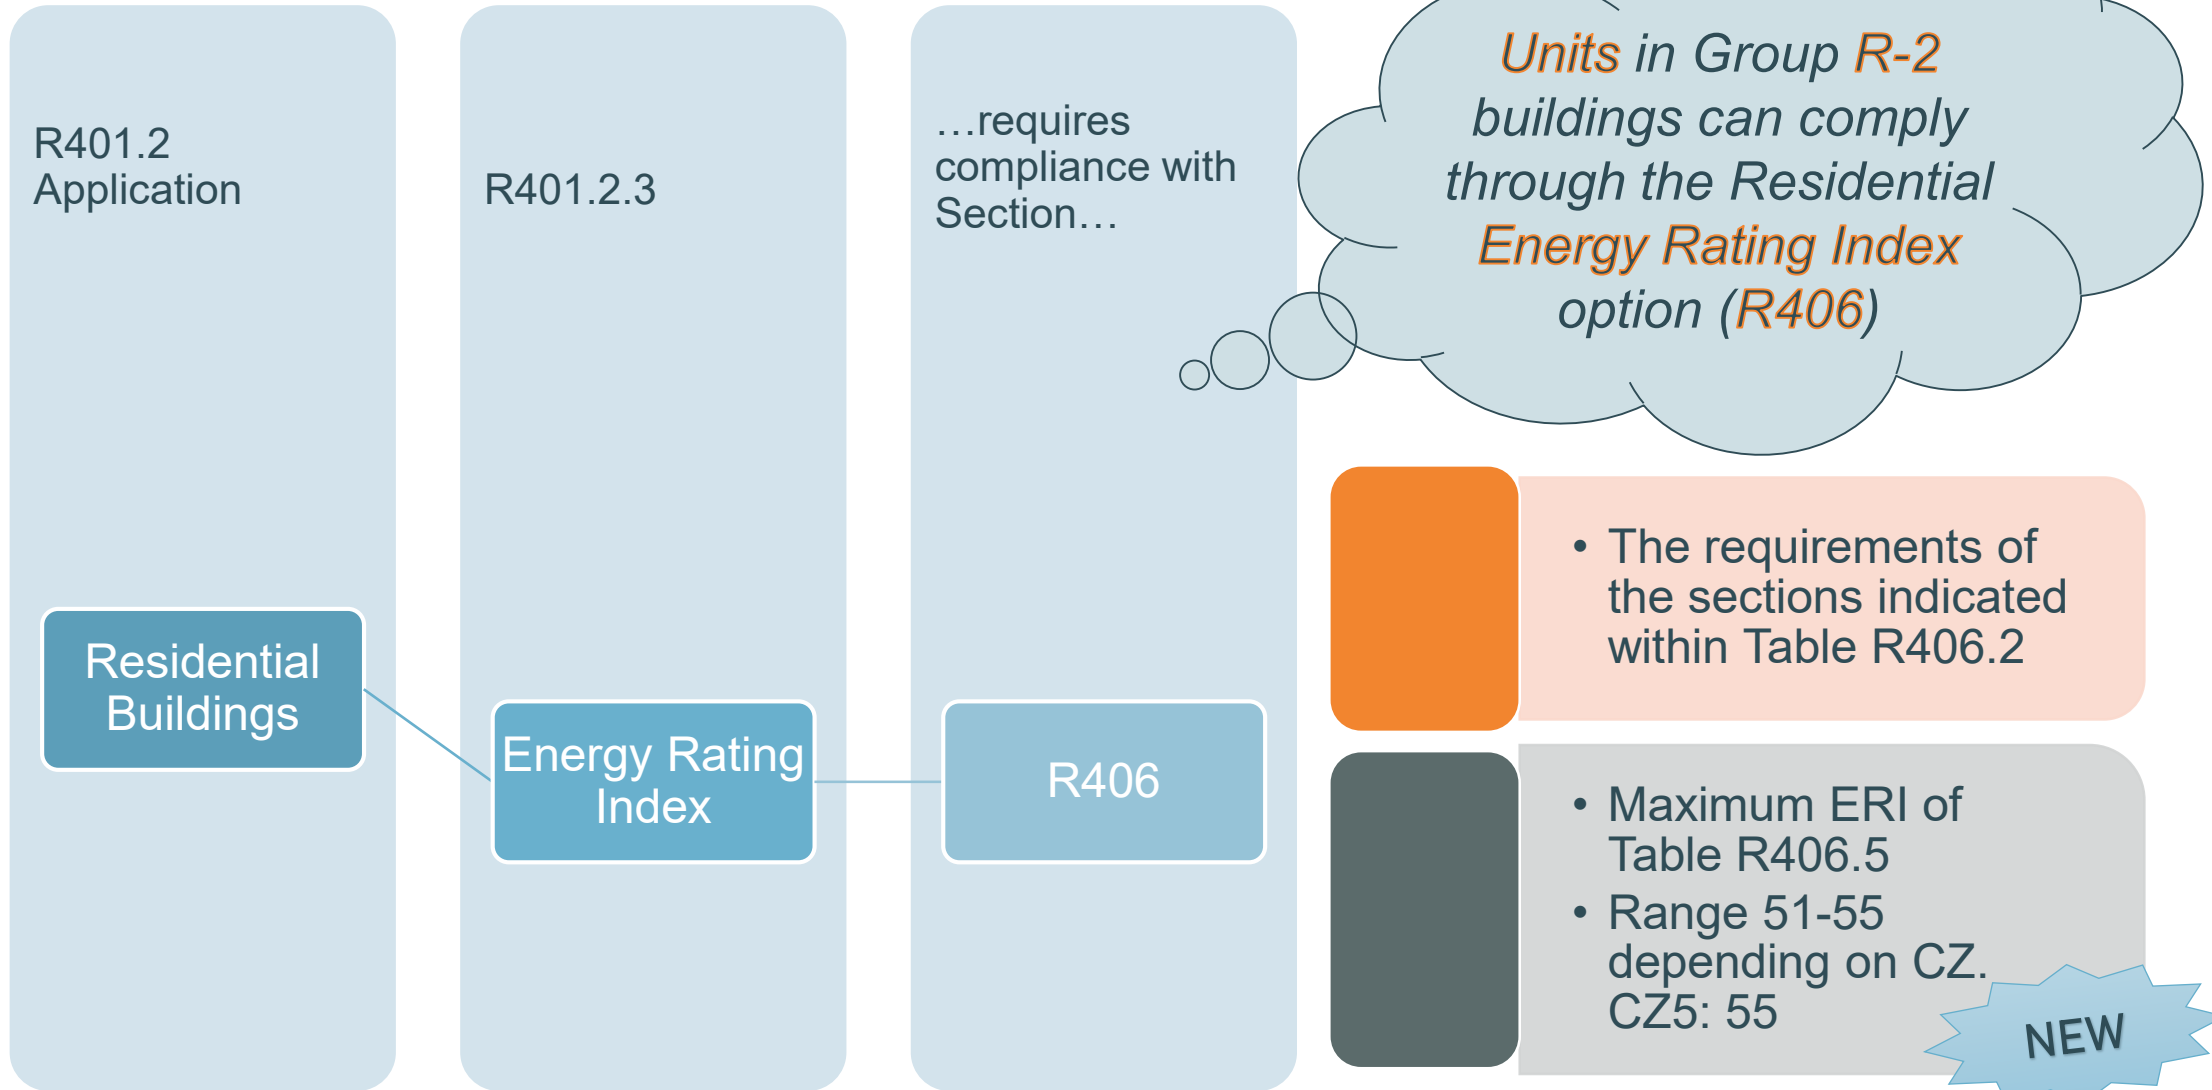 R401.2
Application
Residential
Buildings
R401.2.3
Energy Rating
Index
…requires
compliance with
Section…
R406
Units in Group R-2
buildings can comply
through the Residential
Energy Rating Index
option (R406)
• The requirements of
the sections indicated
within Table R406.2
• Maximum ERI of
Table R406.5
• Range 51-55
depending on CZ.
CZ5: 55
NEW